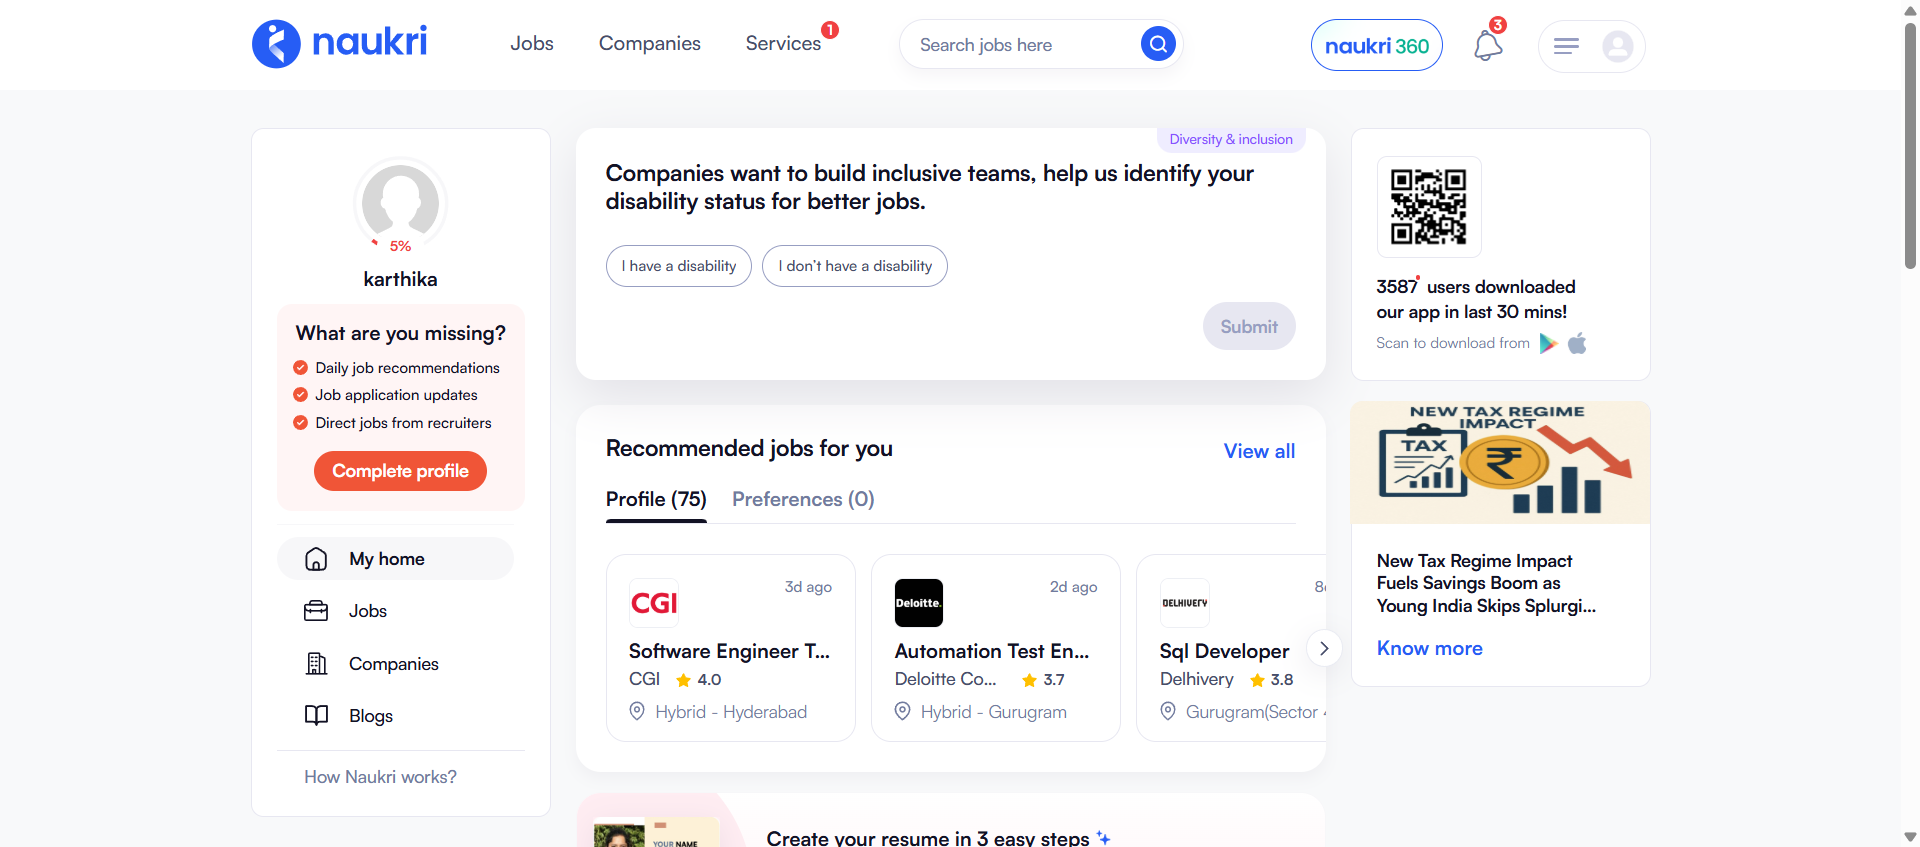 naukri
Jobs
Companies
Services
1
Search jobs here
naukri 360
3
5%
karthika
What are you missing?
Daily job recommendations
Job application updates
Direct jobs from recruiters
Complete profile
My home
Jobs
Companies
Blogs
How Naukri works?
Diversity & inclusion
Companies want to build inclusive teams, help us identify your
disability status for better jobs.
I have a disability
I don't have a disability
Submit
Recommended jobs for you
View all
Profile (75)
Preferences (0)
CGI
3d ago
Software Engineer T...
CGI
4.0
Hybrid - Hyderabad
Deloitte.
2d ago
Automation Test En...
Deloitte Co...
3.7
Hybrid - Gurugram
DELHIVERY
Sql Developer
Delhivery
3.8
Gurugram(Sector
YOUR NAME
Create your resume in 3 easy steps
3587 users downloaded
our app in last 30 mins!
Scan to download from
NEW TAX REGIME
IMPACT
TAX
New Tax Regime Impact
Fuels Savings Boom as
Young India Skips Splurgi...
Know more